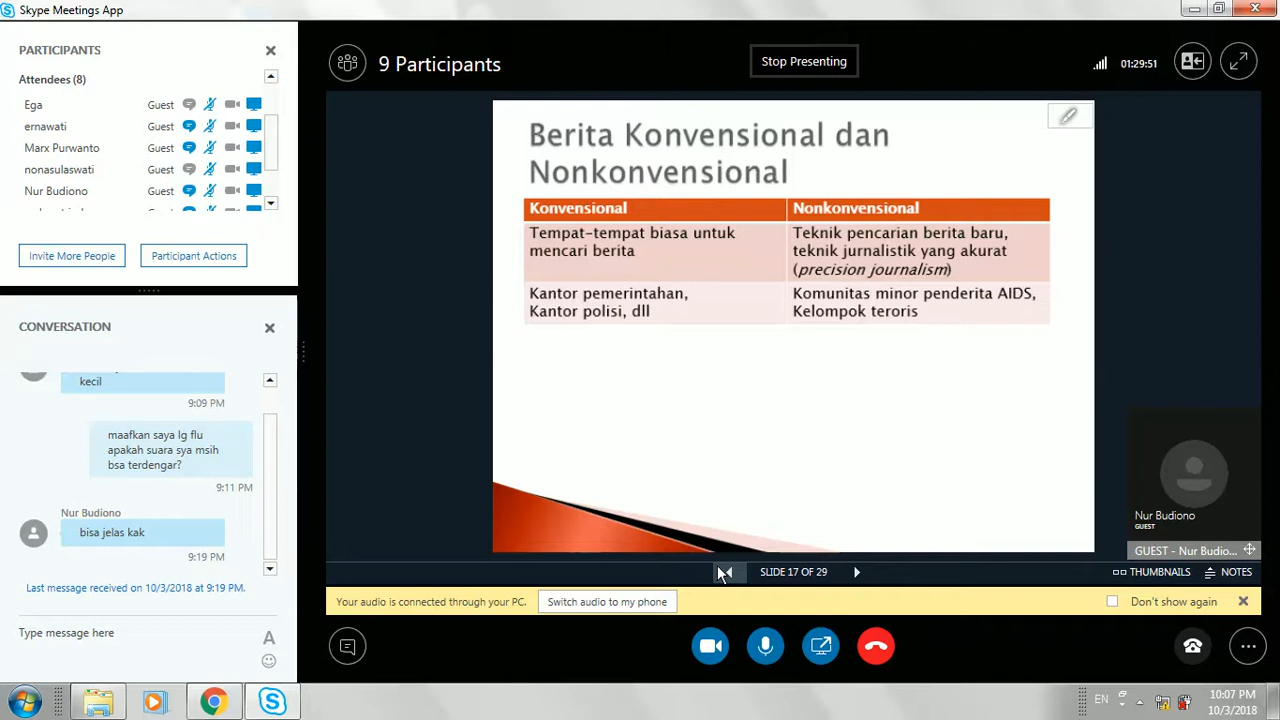 Skype Meetings App
PARTICIPANTS
Attendees (8)
Ega Guest
ernawati Guest
Marx Purwanto Guest
nonasulaswati Guest
Nur Budiono Guest
Invite More People
Participant Actions
CONVERSATION
kecil
9:09 PM
maafkan saya lg flu
apakah suara sya msih
bsa terdengar?
9:11 PM
Nur Budiono
bisa jelas kak
9:19 PM
Last message received on 10/3/2018 at 9:19 PM.
Type message here
A
9 Participants
Stop Presenting
01:29:51
Berita Konvensional dan
Nonkonvensional
Konvensional
Nonkonvensional
Tempat-tempat biasa untuk
mencari berita
Teknik pencarian berita baru,
teknik jurnalistik yang akurat
(precision journalism)
Kantor pemerintahan,
Kantor polisi, dll
Komunitas minor penderita AIDS,
Kelompok teroris
Nur Budiono
GUEST
GUEST - Nur Budio...
SLIDE 17 OF 29
THUMBNAILS
NOTES
Your audio is connected through your PC.
Switch audio to my phone
Don't show again
EN
10:07 PM
10/3/2018